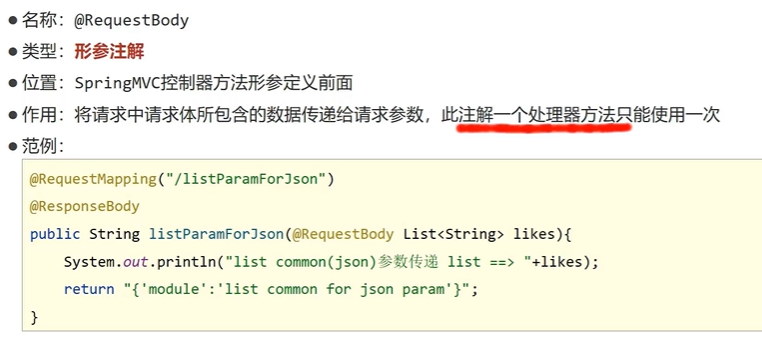 ● 名称：@RequestBody
● 类型：形参注解
● 位置：SpringMVC控制器方法形参定义前面
● 作用：将请求中请求体所包含的数据传递给请求参数，此注解一个处理器方法只能使用一次
● 范例：
@RequestMapping("/listParamForJson")
@ResponseBody
public String listParamForJson(@RequestBody List<String> likes){
    System.out.println("list common(json)参数传递 list ==> "+likes);
    return "{'module':'list common for json param'}";
}